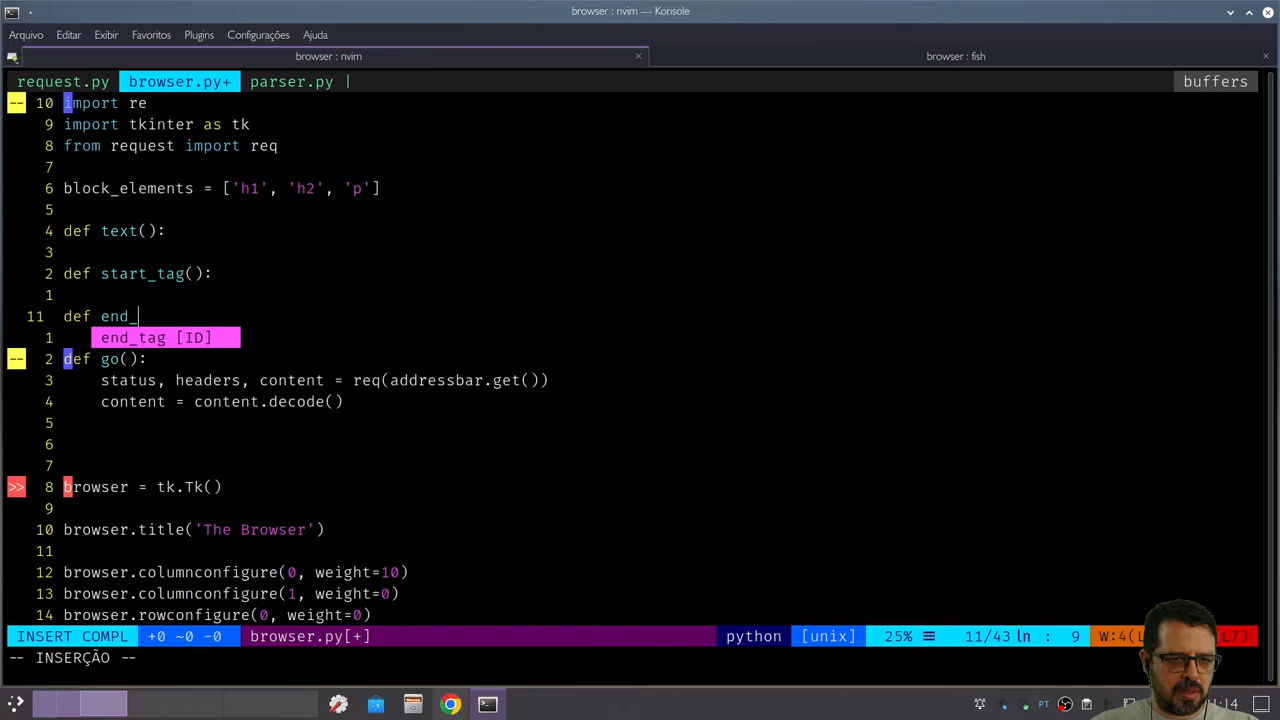 browser : nvim — Konsole
Arquivo Editar Exibir Favoritos Plugins Configurações Ajuda
browser : nvim browser : fish
request.py browser.py+ parser.py | buffers
-- 10 import re
9 import tkinter as tk
8 from request import req
7
6 block_elements = ['h1', 'h2', 'p']
5
4 def text():
3
2 def start_tag():
1
11 def end_
1 end_tag [ID]
-- 2 def go():
3 status, headers, content = req(addressbar.get())
4 content = content.decode()
5
6
7
>> 8 browser = tk.Tk()
9
10 browser.title('The Browser')
11
12 browser.columnconfigure(0, weight=10)
13 browser.columnconfigure(1, weight=0)
14 browser.rowconfigure(0, weight=0)
INSERT COMPL +0 ~0 -0 browser.py[+] python [unix] 25% ≡ 11/43 ln : 9 W:4(L L7)
-- INSERÇÃO --
PT :14